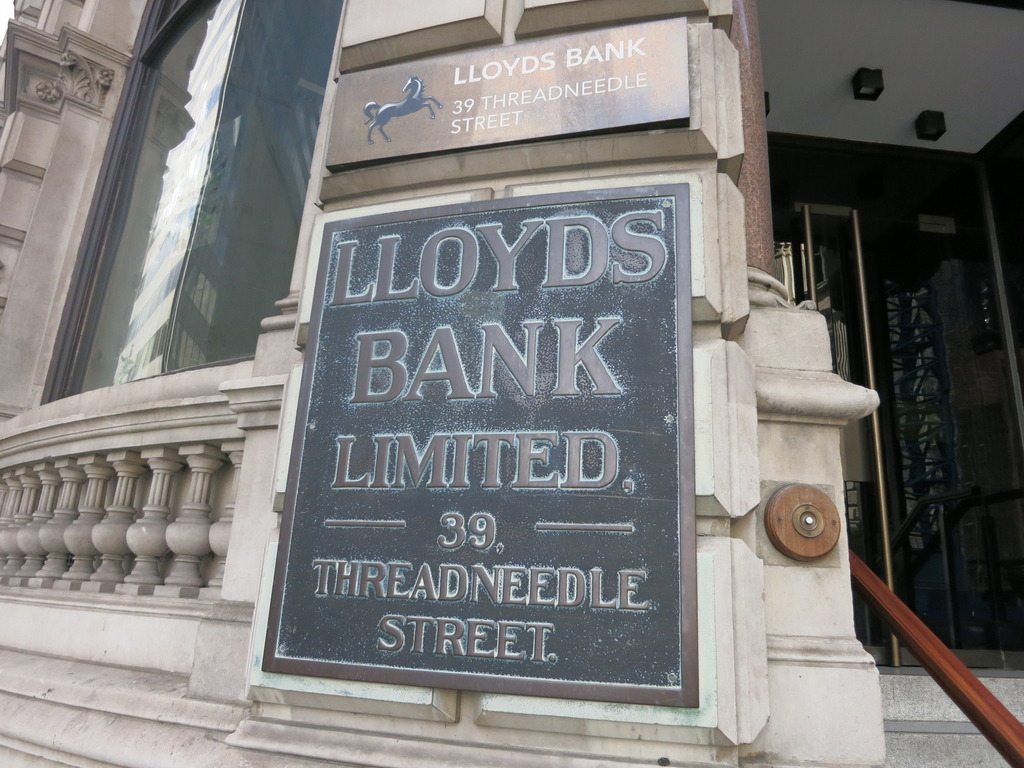 LLOYDS BANK
39 THREADNEEDLE
STREET
LLOYDS
BANK
LIMITED,
39,
THREADNEEDLE
STREET.